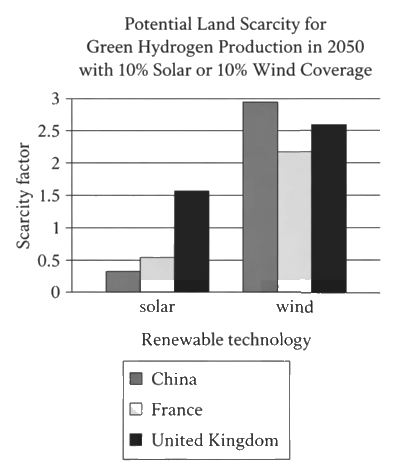 Potential Land Scarcity for
Green Hydrogen Production in 2050
with 10% Solar or 10% Wind Coverage
Scarcity factor
3
2.5
2
1.5
1
0.5
0
solar
wind
Renewable technology
China
France
United Kingdom